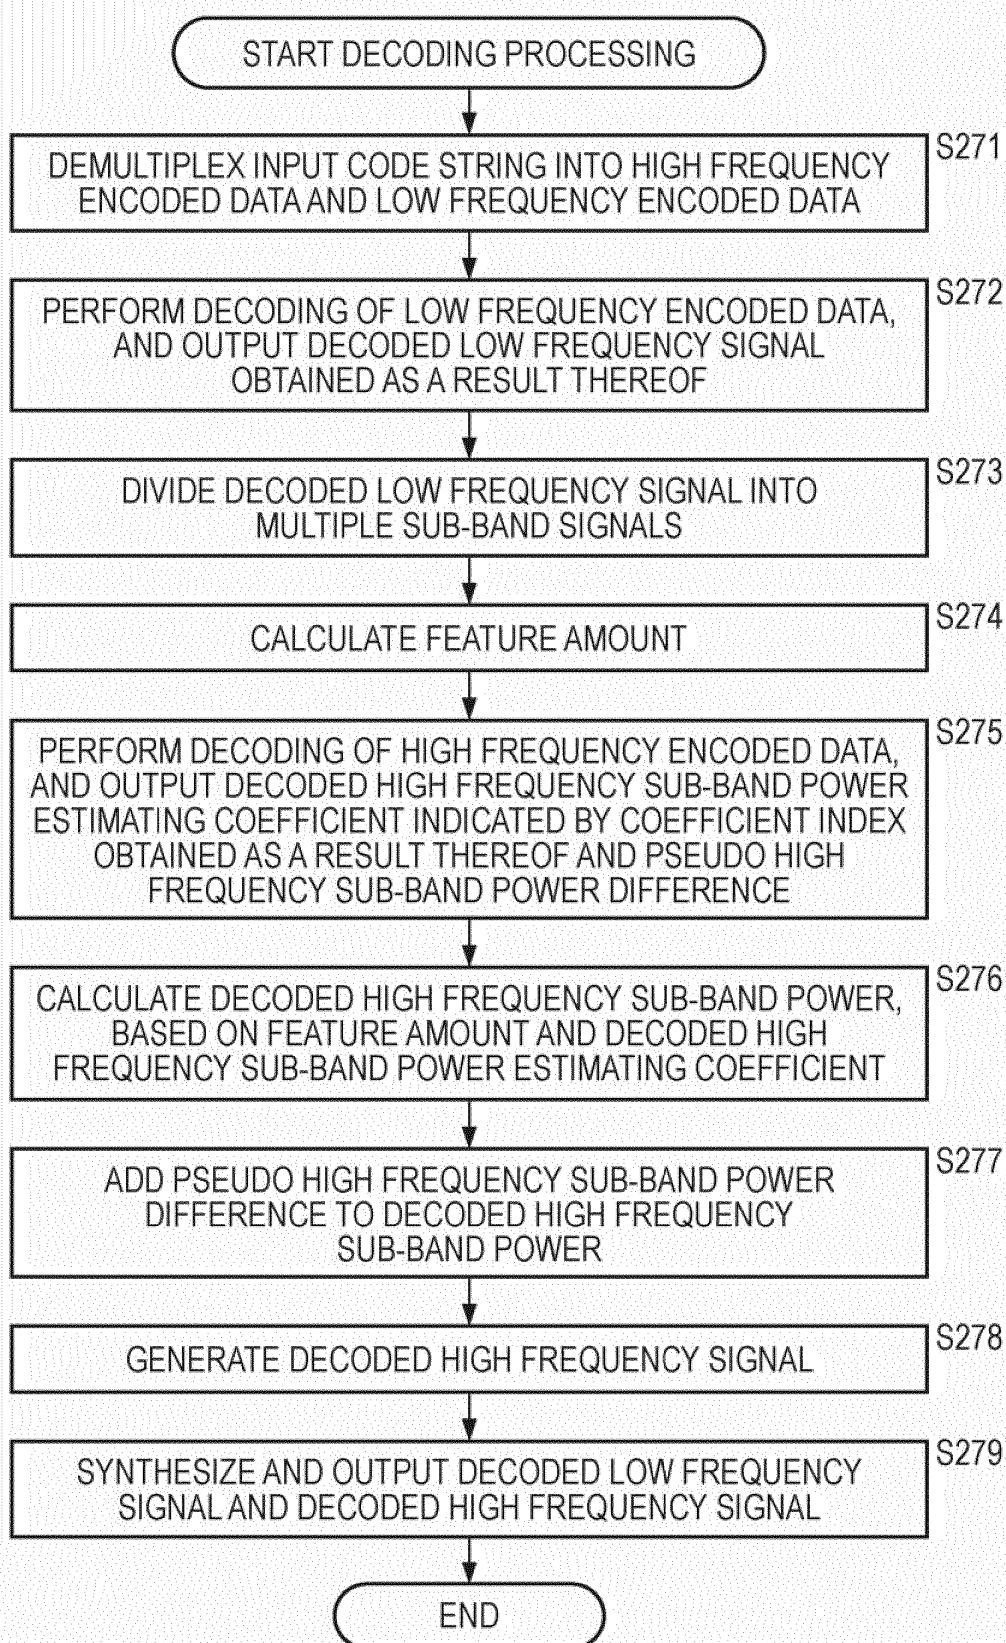 START DECODING PROCESSING
S271
DEMULTIPLEX INPUT CODE STRING INTO HIGH FREQUENCY
ENCODED DATA AND LOW FREQUENCY ENCODED DATA
S272
PERFORM DECODING OF LOW FREQUENCY ENCODED DATA,
AND OUTPUT DECODED LOW FREQUENCY SIGNAL
OBTAINED AS A RESULT THEREOF
S273
DIVIDE DECODED LOW FREQUENCY SIGNAL INTO
MULTIPLE SUB-BAND SIGNALS
S274
CALCULATE FEATURE AMOUNT
S275
PERFORM DECODING OF HIGH FREQUENCY ENCODED DATA,
AND OUTPUT DECODED HIGH FREQUENCY SUB-BAND POWER
ESTIMATING COEFFICIENT INDICATED BY COEFFICIENT INDEX
OBTAINED AS A RESULT THEREOF AND PSEUDO HIGH
FREQUENCY SUB-BAND POWER DIFFERENCE
S276
CALCULATE DECODED HIGH FREQUENCY SUB-BAND POWER,
BASED ON FEATURE AMOUNT AND DECODED HIGH
FREQUENCY SUB-BAND POWER ESTIMATING COEFFICIENT
S277
ADD PSEUDO HIGH FREQUENCY SUB-BAND POWER
DIFFERENCE TO DECODED HIGH FREQUENCY
SUB-BAND POWER
S278
GENERATE DECODED HIGH FREQUENCY SIGNAL
S279
SYNTHESIZE AND OUTPUT DECODED LOW FREQUENCY
SIGNAL AND DECODED HIGH FREQUENCY SIGNAL
END